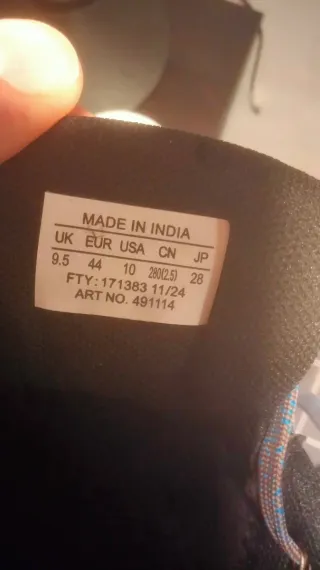 MADE IN INDIA
UK EUR USA CN JP
9.5 44 10 280(2.5) 28
FTY: 171383 11/24
ART NO. 491114